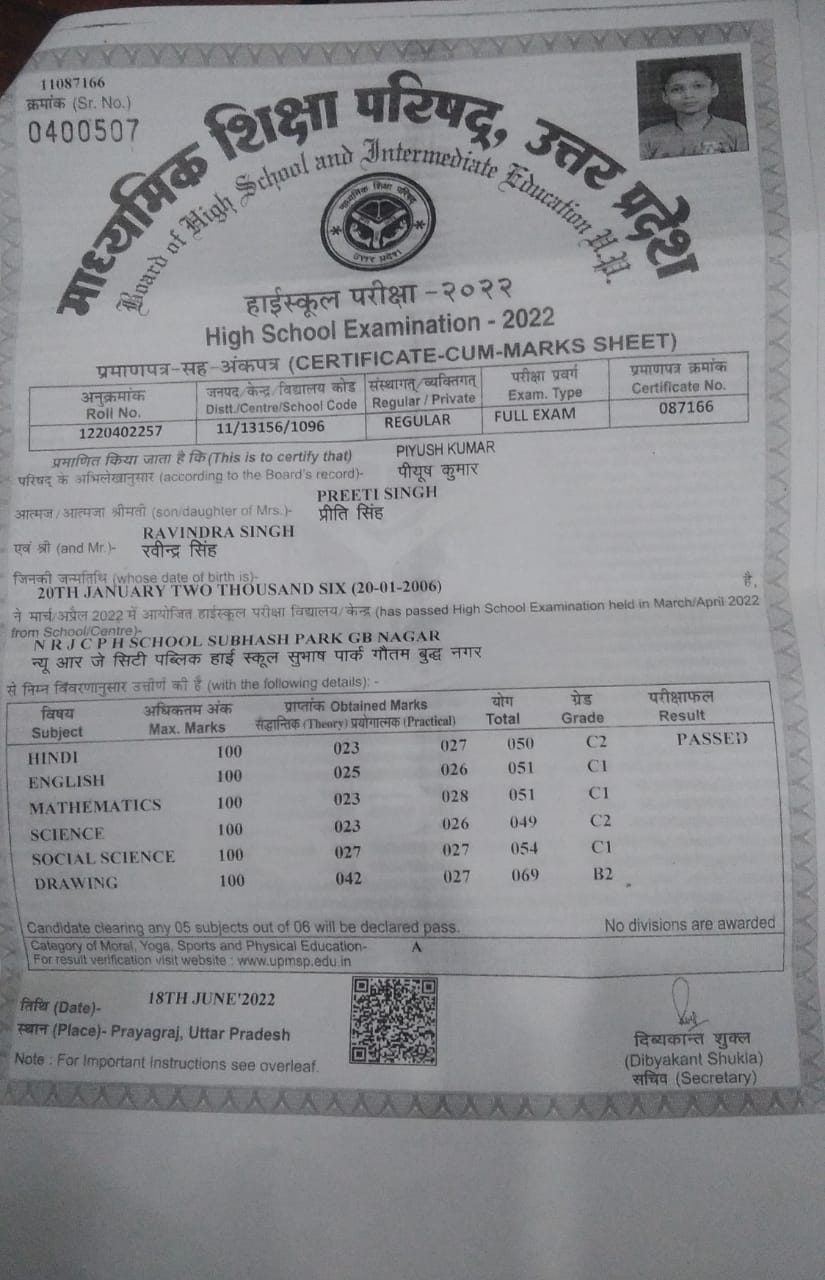 11087166
क्रमांक (Sr. No.)
0400507
माध्यमिक शिक्षा परिषद्, उत्तर प्रदेश
Board of High School and Intermediate Education U.P.
माध्यमिक शिक्षा परिषद्
उत्तर प्रदेश
हाईस्कूल परीक्षा -२०२२
High School Examination - 2022
प्रमाणपत्र-सह-अंकपत्र (CERTIFICATE-CUM-MARKS SHEET)
अनुक्रमांक जनपद/केन्द्र/विद्यालय कोड संस्थागत/व्यक्तिगत परीक्षा प्रवर्ग प्रमाणपत्र क्रमांक
Roll No. Distt./Centre/School Code Regular / Private Exam. Type Certificate No.
1220402257 11/13156/1096 REGULAR FULL EXAM 087166
प्रमाणित किया जाता है कि (This is to certify that) PIYUSH KUMAR
परिषद् के अभिलेखानुसार (according to the Board's record)- पीयूष कुमार
PREETI SINGH
आत्मज/आत्मजा श्रीमती (son/daughter of Mrs.)- प्रीति सिंह
RAVINDRA SINGH
एवं श्री (and Mr.)- रवीन्द्र सिंह
जिनकी जन्मतिथि (whose date of birth is)-
20TH JANUARY TWO THOUSAND SIX (20-01-2006) है,
ने मार्च/अप्रैल 2022 में आयोजित हाईस्कूल परीक्षा विद्यालय/केन्द्र (has passed High School Examination held in March/April 2022
from School/Centre)-
N R J C P H SCHOOL SUBHASH PARK GB NAGAR
न्यू आर जे सिटी पब्लिक हाई स्कूल सुभाष पार्क गौतम बुद्ध नगर
से निम्न विवरणानुसार उत्तीर्ण की है (with the following details): -
विषय अधिकतम अंक प्राप्तांक Obtained Marks योग ग्रेड परीक्षाफल
Subject Max. Marks सैद्धान्तिक (Theory) प्रयोगात्मक (Practical) Total Grade Result
HINDI 100 023 027 050 C2 PASSED
ENGLISH 100 025 026 051 C1
MATHEMATICS 100 023 028 051 C1
SCIENCE 100 023 026 049 C2
SOCIAL SCIENCE 100 027 027 054 C1
DRAWING 100 042 027 069 B2
Candidate clearing any 05 subjects out of 06 will be declared pass. No divisions are awarded
Category of Moral, Yoga, Sports and Physical Education- A
For result verification visit website : www.upmsp.edu.in
तिथि (Date)- 18TH JUNE'2022
स्थान (Place)- Prayagraj, Uttar Pradesh
Note : For Important Instructions see overleaf.
दिब्यकान्त शुक्ल
(Dibyakant Shukla)
सचिव (Secretary)